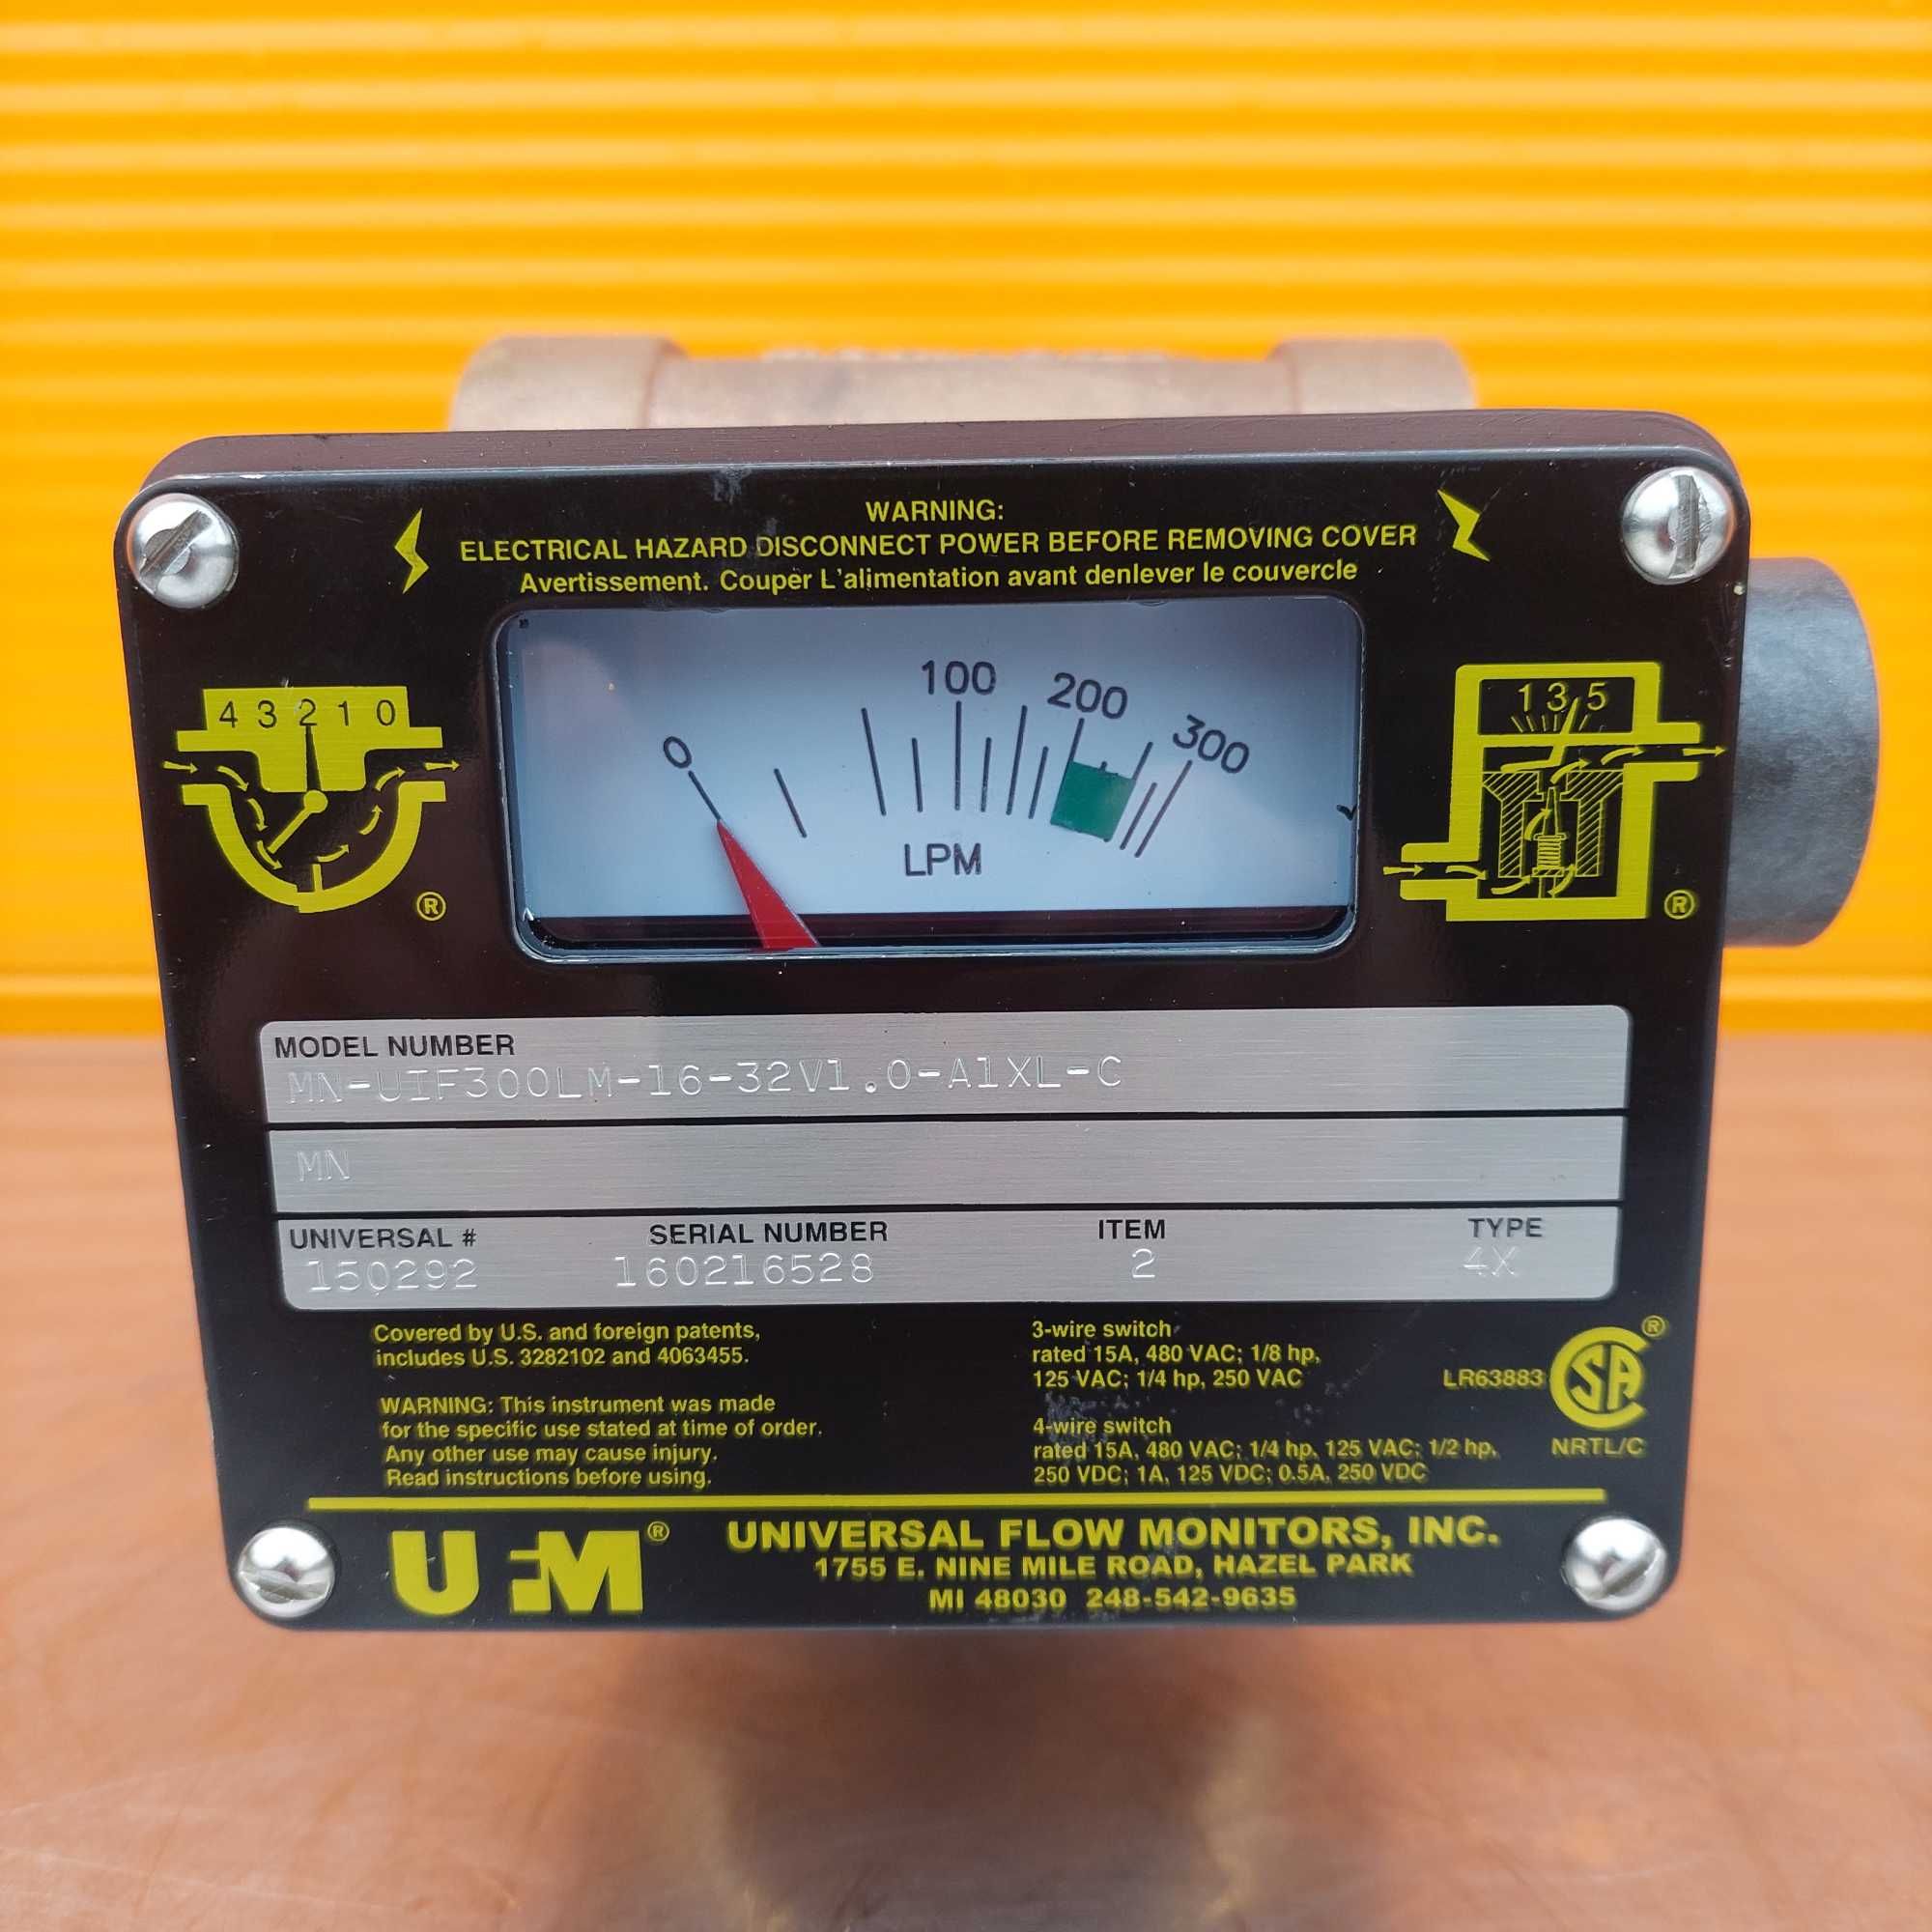 WARNING:
ELECTRICAL HAZARD DISCONNECT POWER BEFORE REMOVING COVER
Avertissement. Couper L'alimentation avant denlever le couvercle
0 100 200 300
LPM
4 3 2 1 0
®
1 3 5
®
MODEL NUMBER
MN-UIF300LM-16-32V1.0-A1XL-C
MN
UNIVERSAL # SERIAL NUMBER ITEM TYPE
150292 160216528 2 4X
Covered by U.S. and foreign patents,
includes U.S. 3282102 and 4063455.
WARNING: This instrument was made
for the specific use stated at time of order.
Any other use may cause injury.
Read instructions before using.
3-wire switch
rated 15A, 480 VAC; 1/8 hp,
125 VAC; 1/4 hp, 250 VAC
4-wire switch
rated 15A, 480 VAC; 1/4 hp, 125 VAC; 1/2 hp,
250 VDC; 1A, 125 VDC; 0.5A, 250 VDC
LR63883 SA ®
NRTL/C
UFM® UNIVERSAL FLOW MONITORS, INC.
1755 E. NINE MILE ROAD, HAZEL PARK
MI 48030 248-542-9635